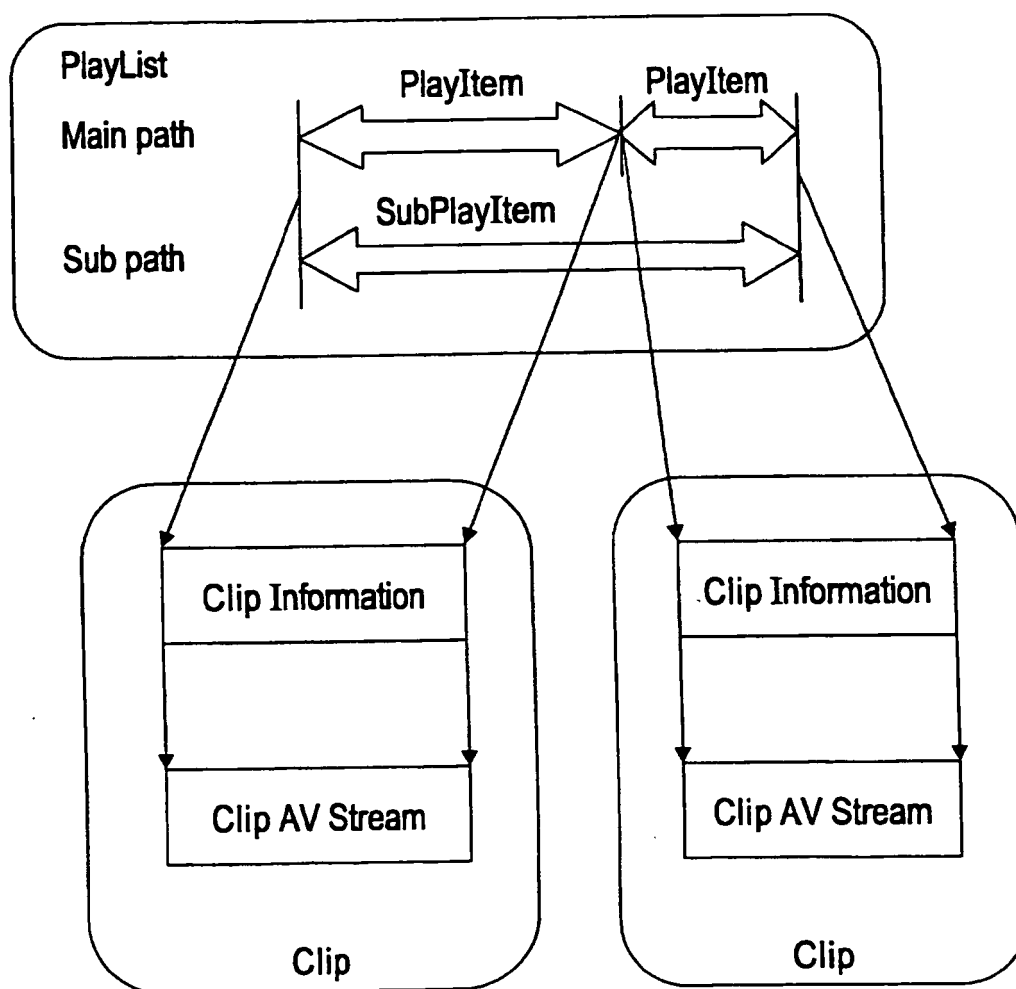 PlayList
PlayItem
PlayItem
Main path
SubPlayItem
Sub path
Clip Information
Clip Information
Clip AV Stream
Clip AV Stream
Clip
Clip